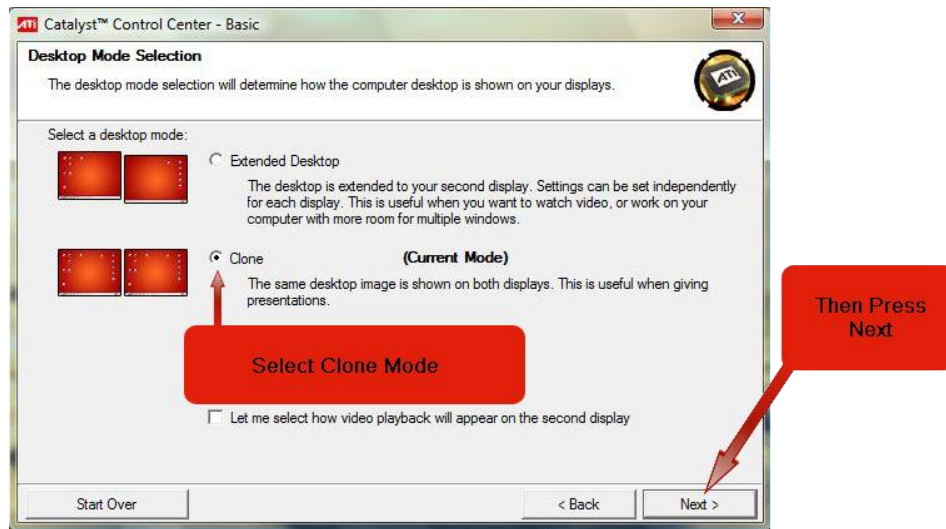 ATI Catalyst™ Control Center - Basic
Desktop Mode Selection
The desktop mode selection will determine how the computer desktop is shown on your displays.
ATI
Select a desktop mode:
Extended Desktop
The desktop is extended to your second display. Settings can be set independently
for each display. This is useful when you want to watch video, or work on your
computer with more room for multiple windows.
Clone (Current Mode)
The same desktop image is shown on both displays. This is useful when giving
presentations.
Then Press
Next
Select Clone Mode
Let me select how video playback will appear on the second display
Start Over
< Back
Next >